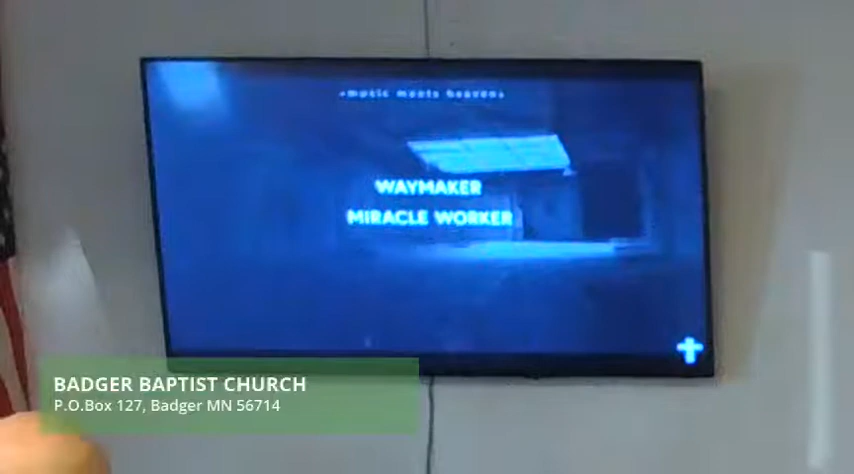 •music meets heaven•
WAYMAKER
MIRACLE WORKER
BADGER BAPTIST CHURCH
P.O.Box 127, Badger MN 56714